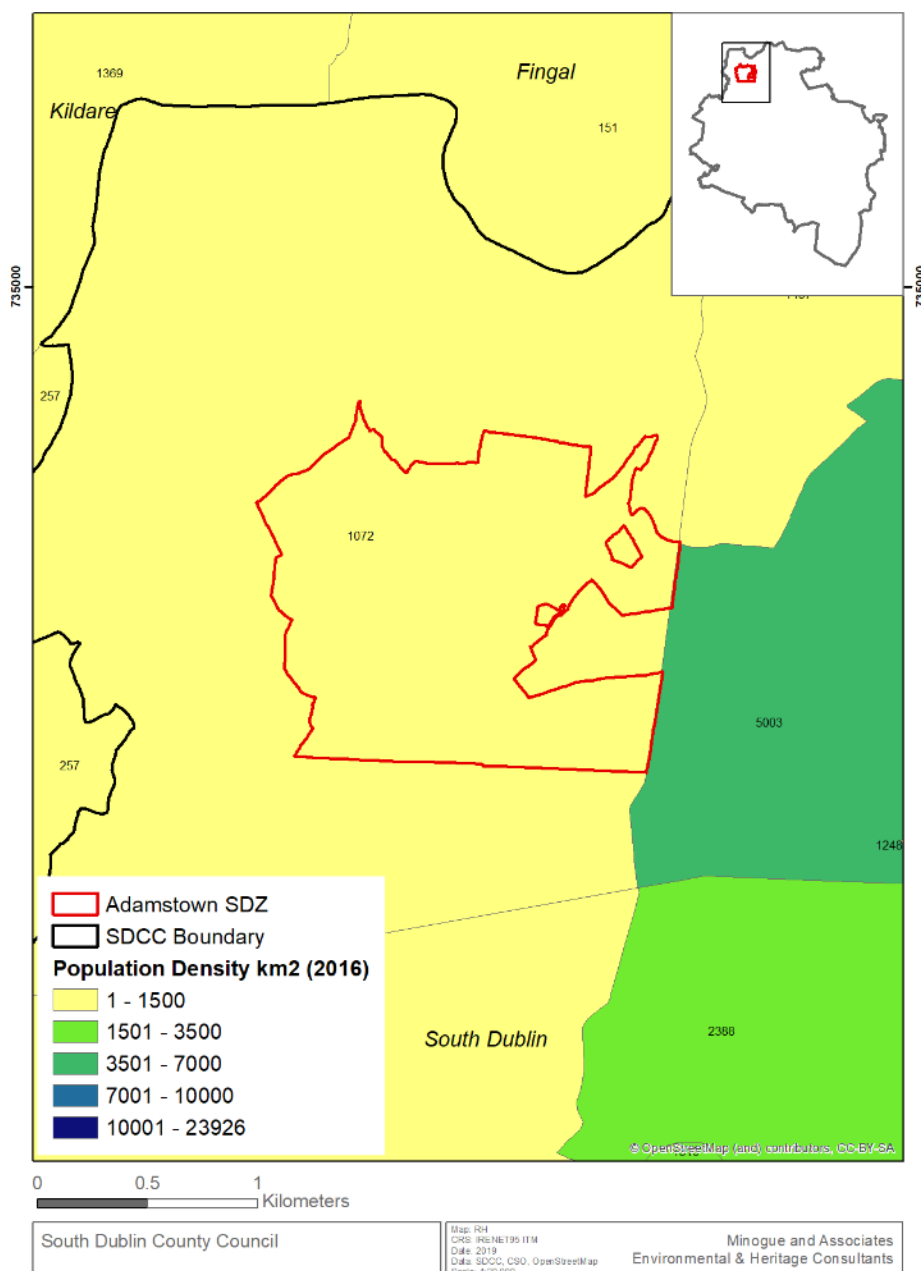 1369
Fingal
Kildare
151
735000
735000
257
1072
5003
257
1248
Adamstown SDZ
SDCC Boundary
Population Density km2 (2016)
1 - 1500
1501 - 3500
3501 - 7000
7001 - 10000
10001 - 23926
South Dublin
2388
© OpenStreetMap (and) contributors, CC-BY-SA
0 0.5 1
Kilometers
South Dublin County Council
Map: RH
CRS: IRENET95 ITM
Date: 2019
Data: SDCC, CSO, OpenStreetMap
Minogue and Associates
Environmental & Heritage Consultants